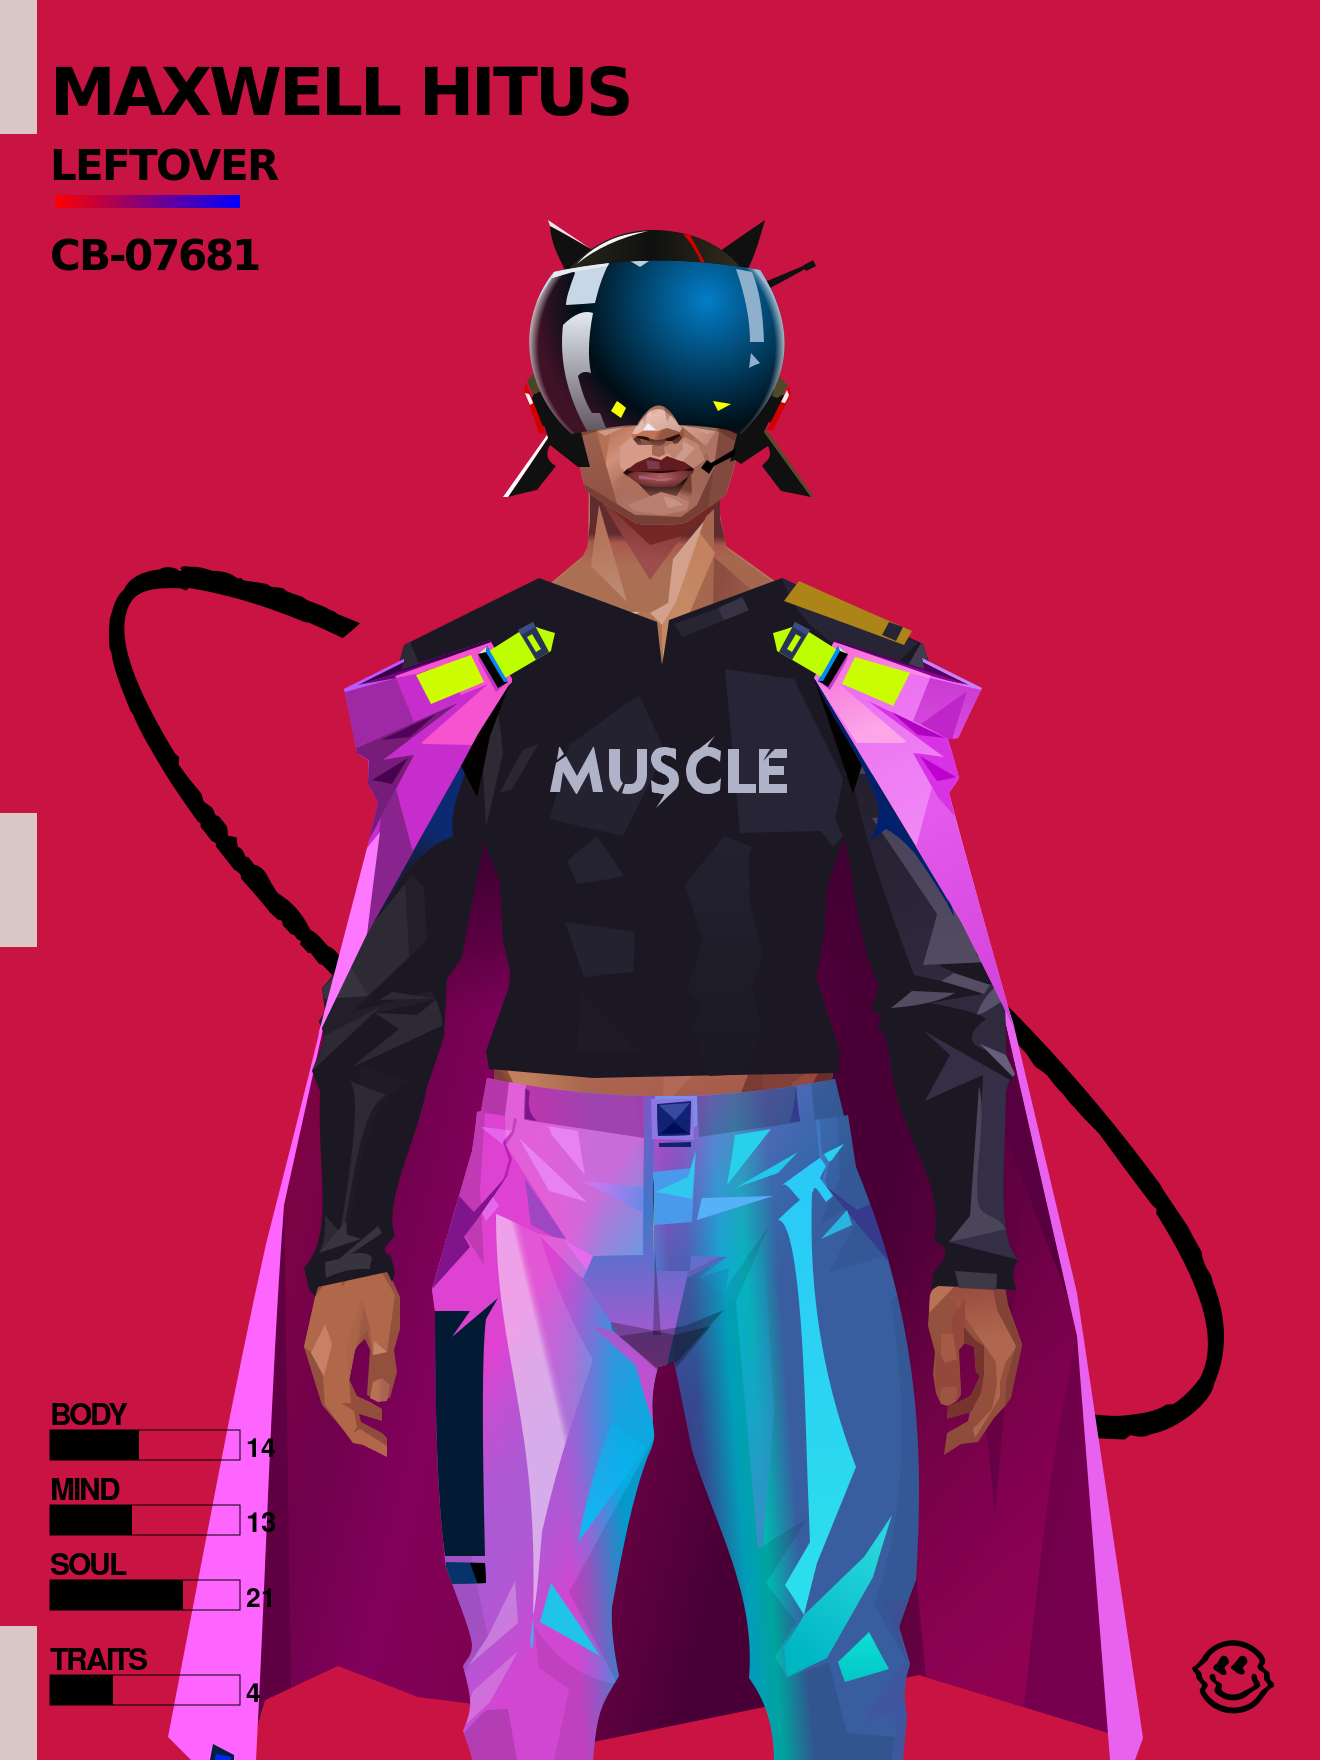 MAXWELL HITUS
LEFTOVER
CB-07681
MUSCLE
BODY
14
MIND
13
SOUL
21
TRAITS
4